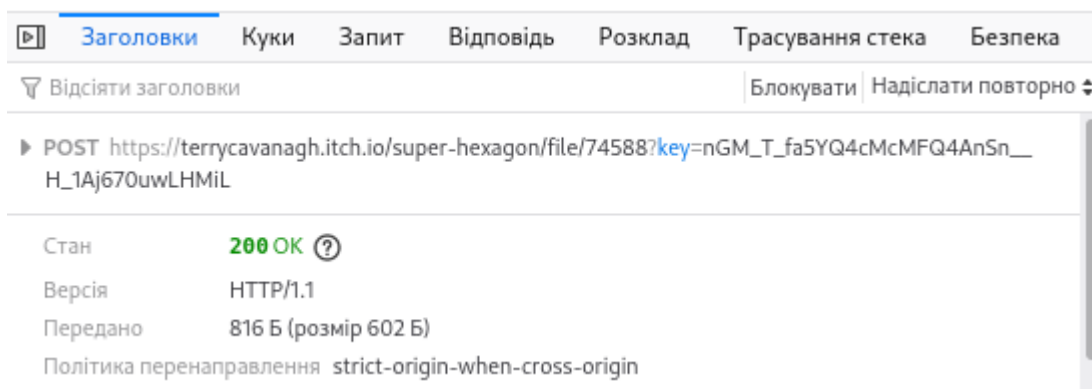 Заголовки Куки Запит Відповідь Розклад Трасування стека Безпека
Відсіяти заголовки Блокувати Надіслати повторно
POST https://terrycavanagh.itch.io/super-hexagon/file/74588?key=nGM_T_fa5YQ4cMcMFQ4AnSn__
H_1Aj670uwLHMiL
Стан 200 OK
Версія HTTP/1.1
Передано 816 Б (розмір 602 Б)
Політика перенаправлення strict-origin-when-cross-origin